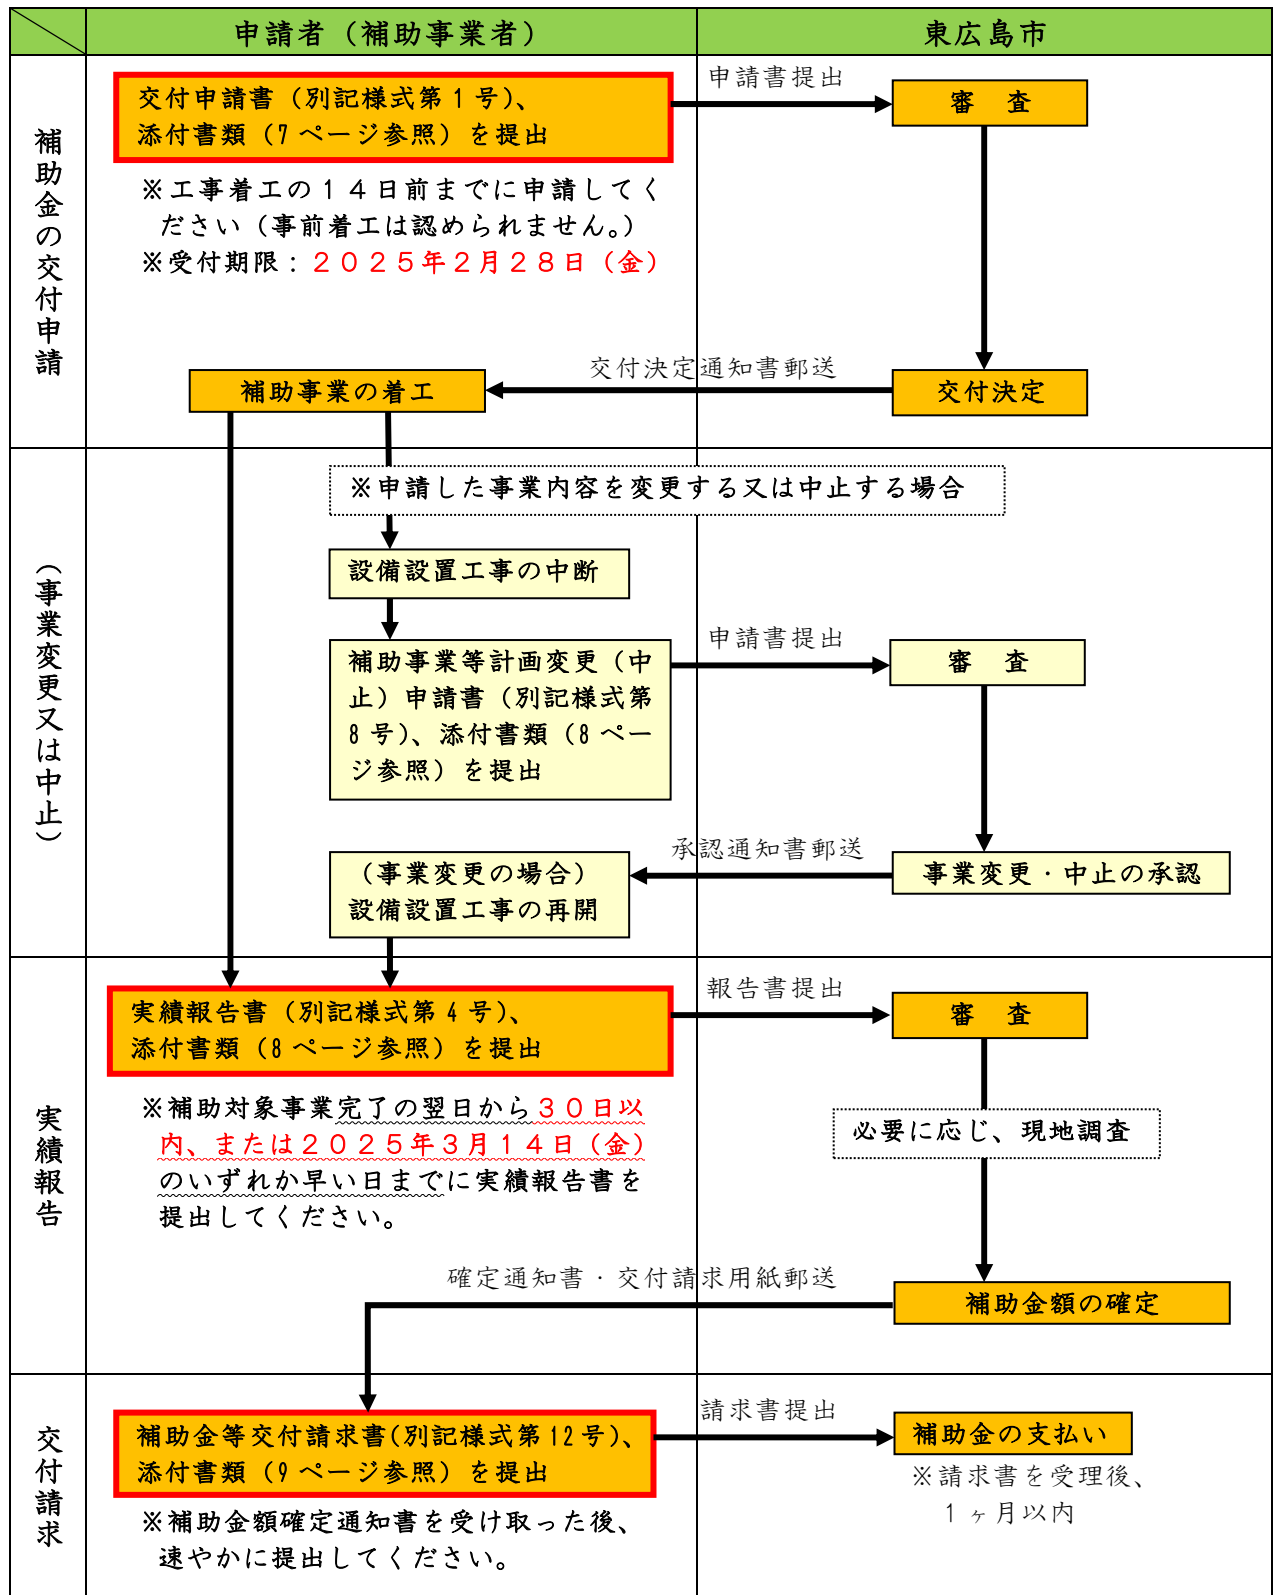 申請者（補助事業者）
東広島市
補助金の交付申請
交付申請書（別記様式第１号）、
添付書類（7ページ参照）を提出
申請書提出
審　査
※工事着工の１４日前までに申請してく
ださい（事前着工は認められません。）
※受付期限：２０２５年２月２８日（金）
交付決定通知書郵送
補助事業の着工
交付決定
（事業変更又は中止）
※申請した事業内容を変更する又は中止する場合
設備設置工事の中断
補助事業等計画変更（中
止）申請書（別記様式第
8号）、添付書類（8ペー
ジ参照）を提出
申請書提出
審　査
承認通知書郵送
（事業変更の場合）
設備設置工事の再開
事業変更・中止の承認
実績報告
実績報告書（別記様式第４号）、
添付書類（8ページ参照）を提出
報告書提出
審　査
※補助対象事業完了の翌日から３０日以
内、または２０２５年３月１４日（金）
のいずれか早い日までに実績報告書を
提出してください。
必要に応じ、現地調査
確定通知書・交付請求用紙郵送
補助金額の確定
交付請求
補助金等交付請求書(別記様式第12号)、
添付書類（9ページ参照）を提出
請求書提出
補助金の支払い
※請求書を受理後、
１ヶ月以内
※補助金額確定通知書を受け取った後、
速やかに提出してください。